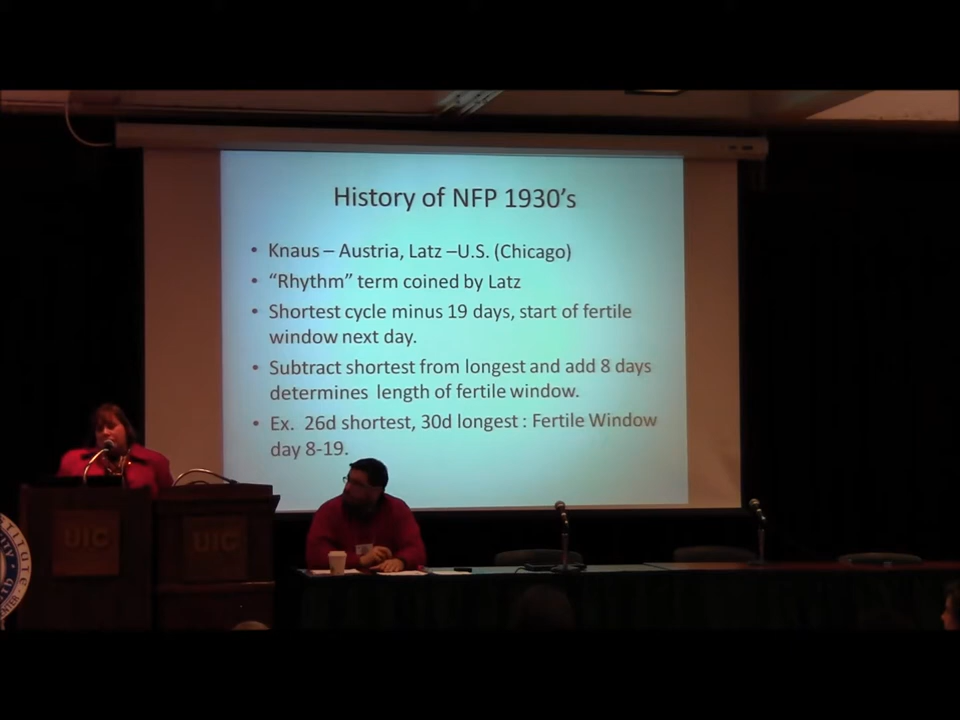 History of NFP 1930's
• Knaus – Austria, Latz –U.S. (Chicago)
• “Rhythm” term coined by Latz
• Shortest cycle minus 19 days, start of fertile
window next day.
• Subtract shortest from longest and add 8 days
determines length of fertile window.
• Ex. 26d shortest, 30d longest : Fertile Window
day 8-19.
UIC
UIC